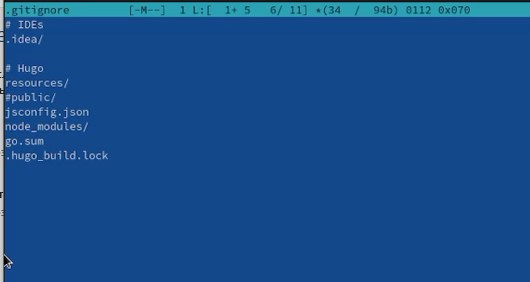 .gitignore [-M--] 1 L:[ 1+ 5 6/ 11] *(34 / 94b) 0112 0x070
# IDEs
.idea/

# Hugo
resources/
#public/
jsconfig.json
node_modules/
go.sum
.hugo_build.lock